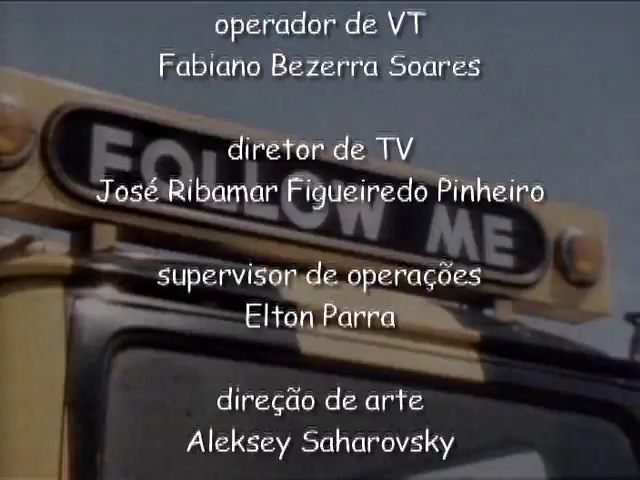 operador de VT
Fabiano Bezerra Soares
diretor de TV
José Ribamar Figueiredo Pinheiro
FOLLOW ME
supervisor de operações
Elton Parra
direção de arte
Aleksey Saharovsky